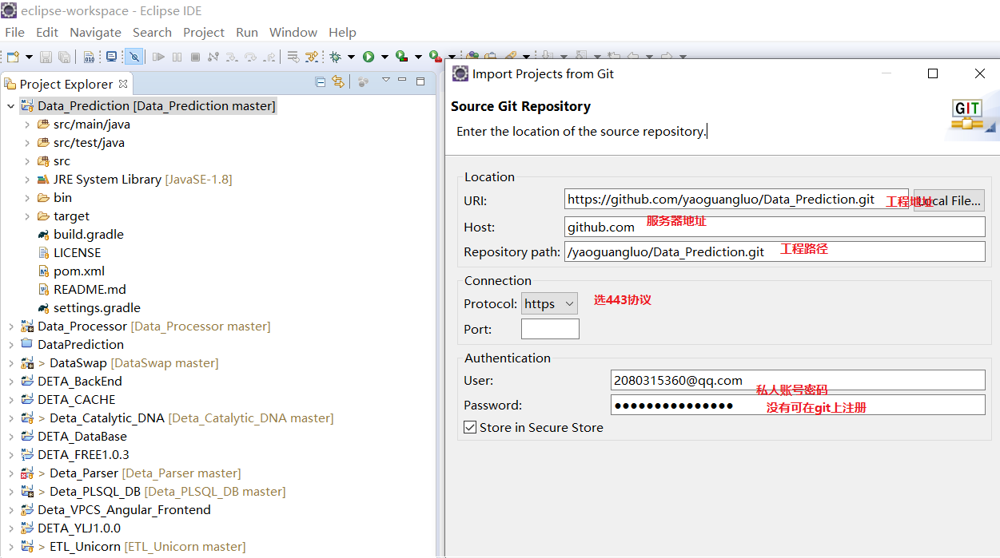 eclipse-workspace - Eclipse IDE
File Edit Navigate Search Project Run Window Help
Project Explorer
Data_Prediction [Data_Prediction master]
src/main/java
src/test/java
src
JRE System Library [JavaSE-1.8]
bin
target
build.gradle
LICENSE
pom.xml
README.md
settings.gradle
Data_Processor [Data_Processor master]
DataPrediction
> DataSwap [DataSwap master]
DETA_BackEnd
DETA_CACHE
> Deta_Catalytic_DNA [Deta_Catalytic_DNA master]
DETA_DataBase
DETA_FREE1.0.3
> Deta_Parser [Deta_Parser master]
> Deta_PLSQL_DB [Deta_PLSQL_DB master]
Deta_VPCS_Angular_Frontend
DETA_YLJ1.0.0
> ETL_Unicorn [ETL_Unicorn master]
Import Projects from Git
Source Git Repository
Enter the location of the source repository.
GIT
Location
URI: https://github.com/yaoguangluo/Data_Prediction.git 工程地址 Local File...
Host: github.com 服务器地址
Repository path: /yaoguangluo/Data_Prediction.git 工程路径
Connection
Protocol: https 选443协议
Port:
Authentication
User: 2080315360@qq.com
私人账号密码
Password: ●●●●●●●●●●●●●●● 没有可在git上注册
Store in Secure Store